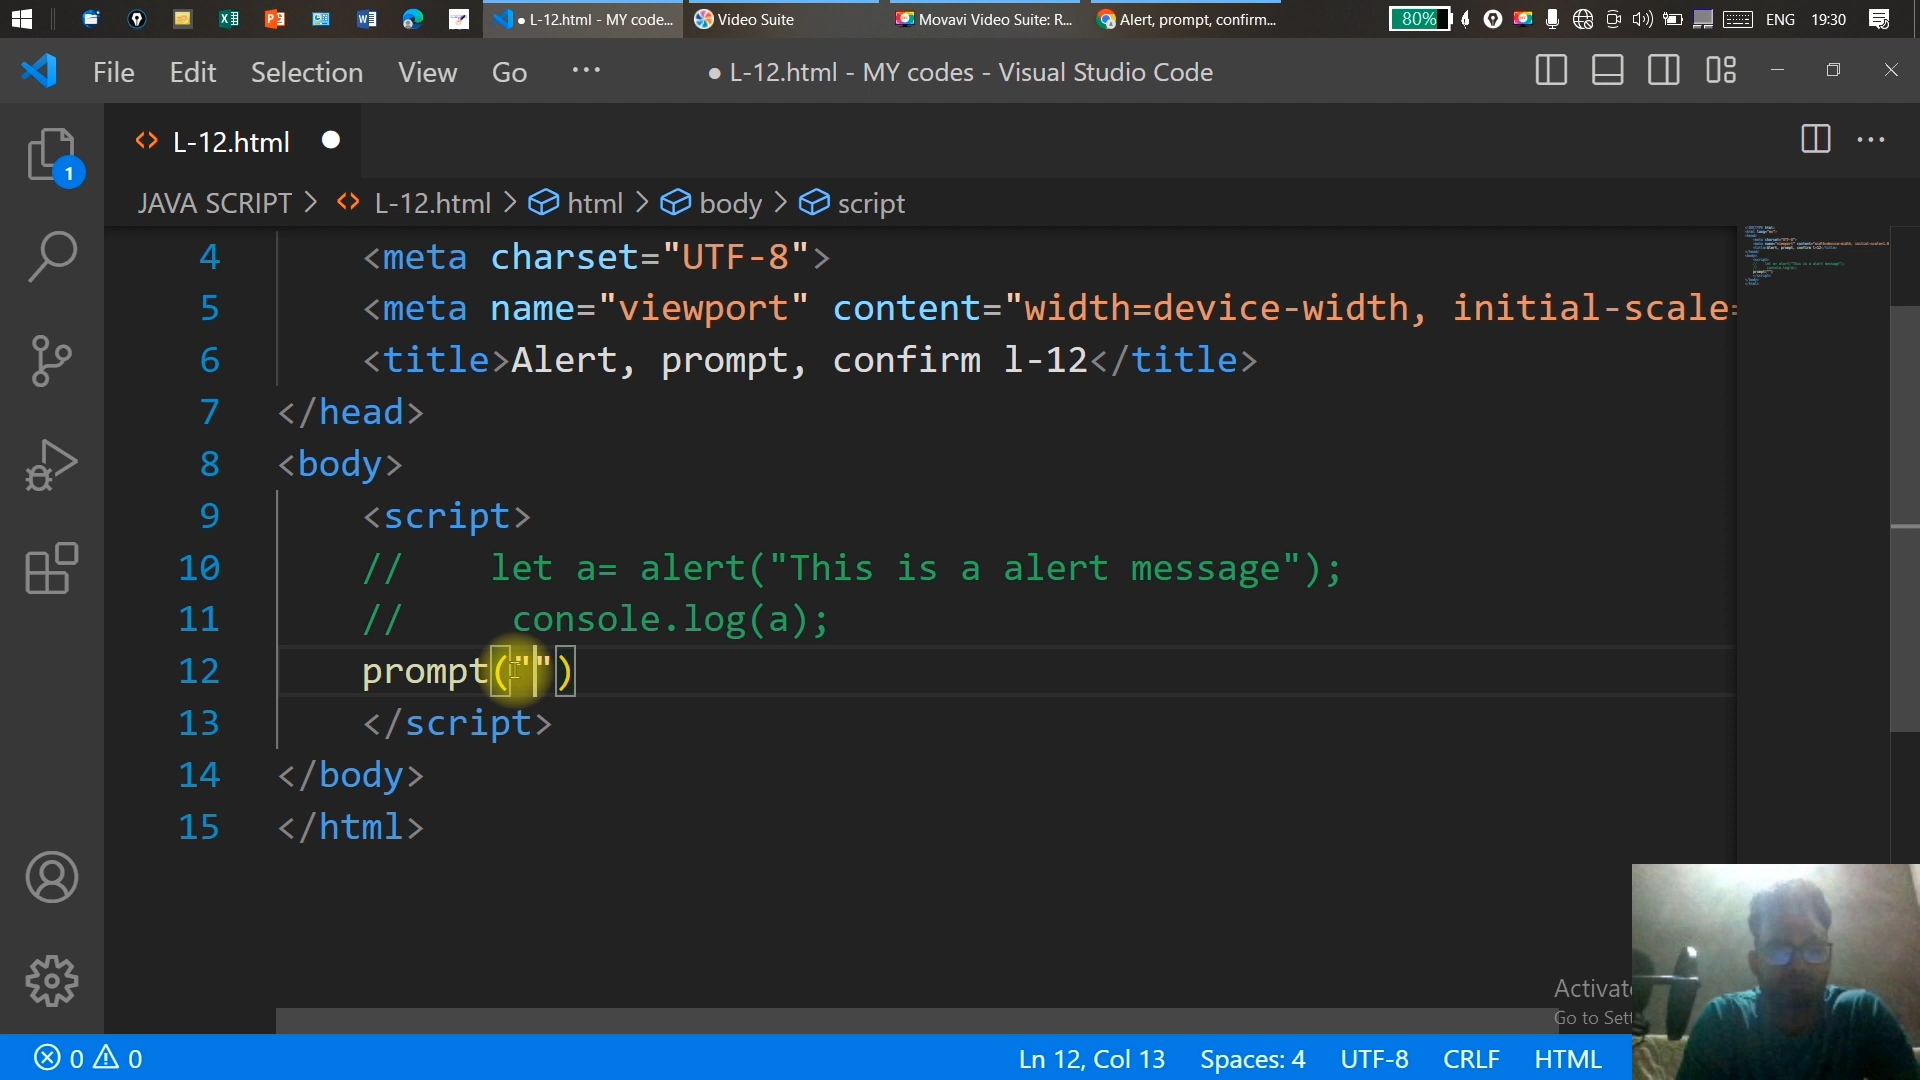 ● L-12.html - MY code...
Video Suite
Movavi Video Suite: R...
Alert, prompt, confirm...
80%
ENG
19:30
File Edit Selection View Go ...
● L-12.html - MY codes - Visual Studio Code
L-12.html
1
JAVA SCRIPT > L-12.html > html > body > script
4 <meta charset="UTF-8">
5 <meta name="viewport" content="width=device-width, initial-scale=
6 <title>Alert, prompt, confirm l-12</title>
7 </head>
8 <body>
9 <script>
10 // let a= alert("This is a alert message");
11 // console.log(a);
12 prompt("")
13 </script>
14 </body>
15 </html>
Activat
Go to Set
0 0
Ln 12, Col 13 Spaces: 4 UTF-8 CRLF HTML